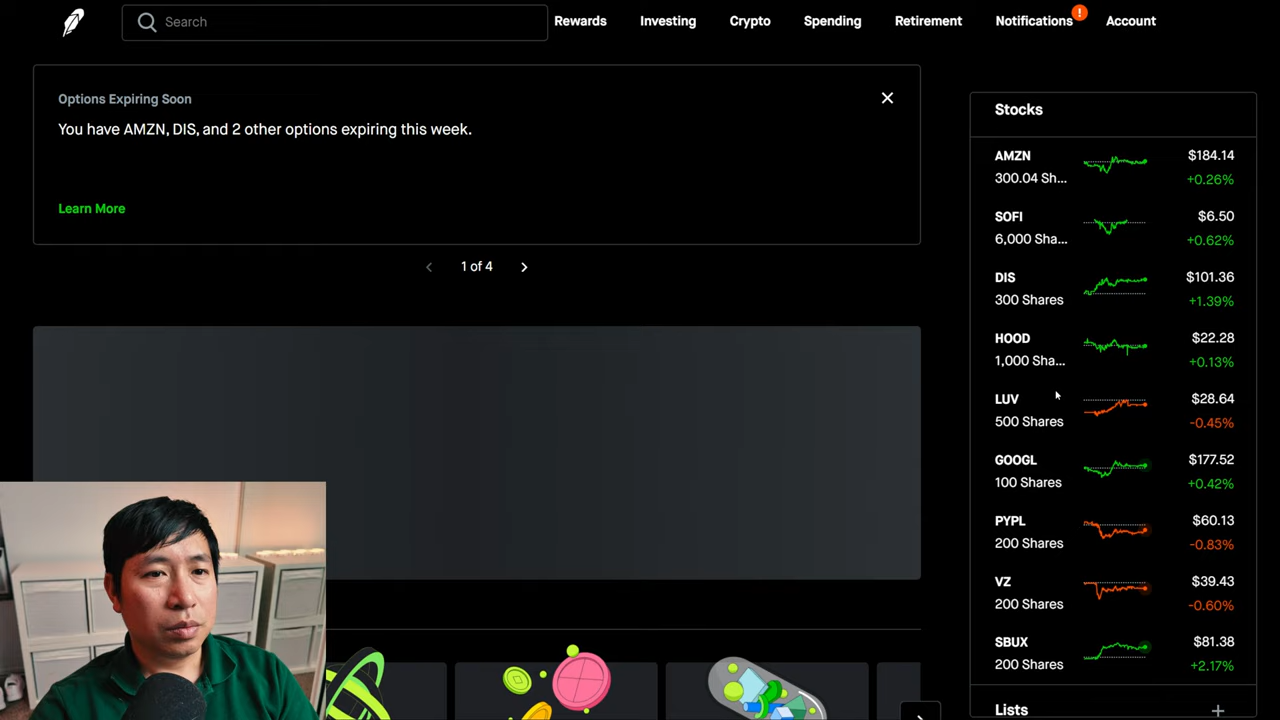 Search
Rewards
Investing
Crypto
Spending
Retirement
Notifications
!
Account
Options Expiring Soon
You have AMZN, DIS, and 2 other options expiring this week.
Learn More
1 of 4
Stocks
AMZN
$184.14
300.04 Sh...
+0.26%
SOFI
$6.50
6,000 Sha...
+0.62%
DIS
$101.36
300 Shares
+1.39%
HOOD
$22.28
1,000 Sha...
+0.13%
LUV
$28.64
500 Shares
-0.45%
GOOGL
$177.52
100 Shares
+0.42%
PYPL
$60.13
200 Shares
-0.83%
VZ
$39.43
200 Shares
-0.60%
SBUX
$81.38
200 Shares
+2.17%
Lists